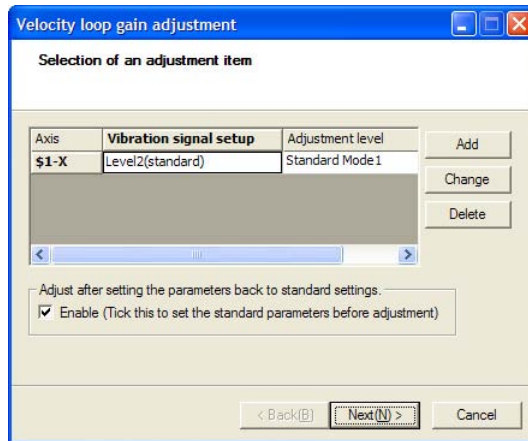 Velocity loop gain adjustment
Selection of an adjustment item
Axis Vibration signal setup Adjustment level
$1-X Level2(standard) Standard Mode1
Add
Change
Delete
Adjust after setting the parameters back to standard settings.
Enable (Tick this to set the standard parameters before adjustment)
< Back(B) Next(N) > Cancel